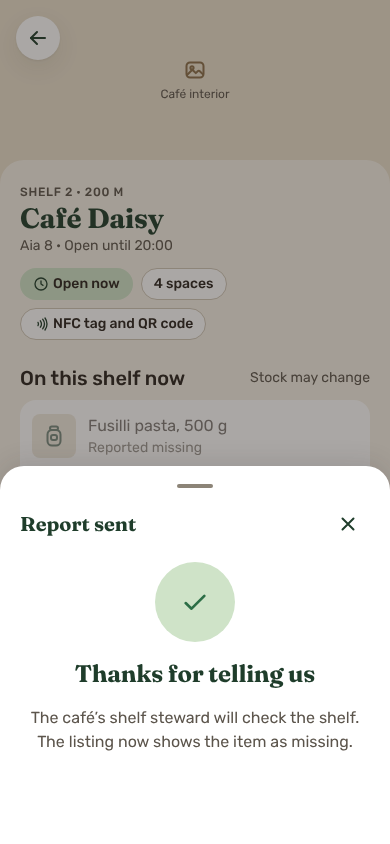 Café interior
SHELF 2 • 200 M
Café Daisy
Aia 8 • Open until 20:00
Open now
4 spaces
NFC tag and QR code
On this shelf now
Stock may change
Fusilli pasta, 500 g
Reported missing
Report sent
Thanks for telling us
The café’s shelf steward will check the shelf.
The listing now shows the item as missing.